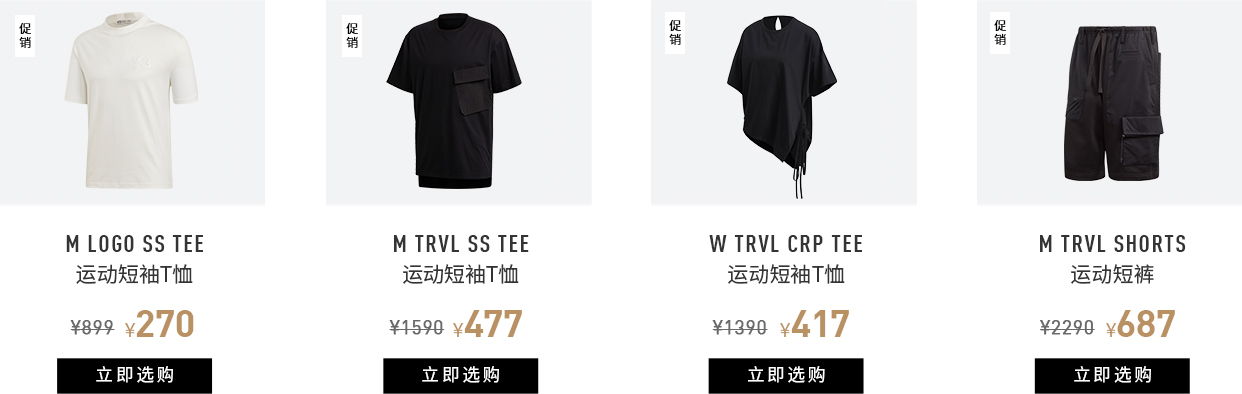 促销
M LOGO SS TEE
运动短袖T恤
¥899 ¥270
立即选购
促销
M TRVL SS TEE
运动短袖T恤
¥1590 ¥477
立即选购
促销
W TRVL CRP TEE
运动短袖T恤
¥1390 ¥417
立即选购
促销
M TRVL SHORTS
运动短裤
¥2290 ¥687
立即选购